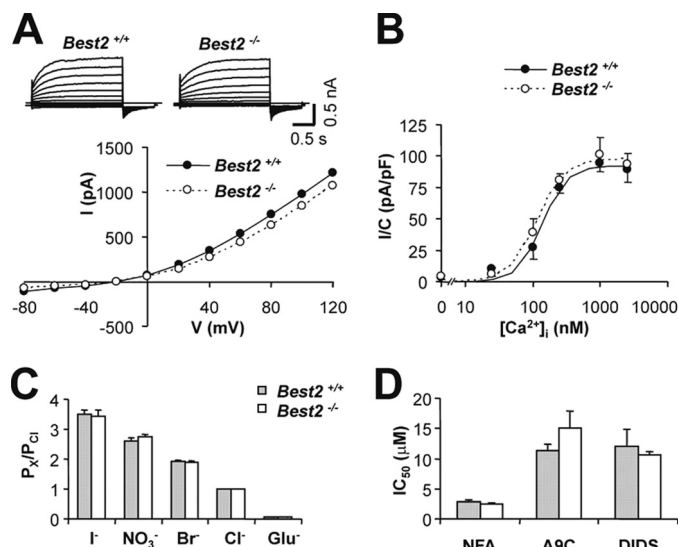 A
Best2 +/+
Best2 -/-
0.5 nA
0.5 s
Best2 +/+
Best2 -/-
I (pA)
1500
1000
500
-500
-80 -40 0 40 80 120
V (mV)
B
Best2 +/+
Best2 -/-
I/C (pA/pF)
125
100
75
50
25
0
0 10 100 1000 10000
[Ca2+]i (nM)
C
Best2 +/+
Best2 -/-
PX/PCl
4
3
2
1
0
I- NO3- Br- Cl- Glu-
D
IC50 (µM)
20
15
10
5
0
NFA A9C DIDS